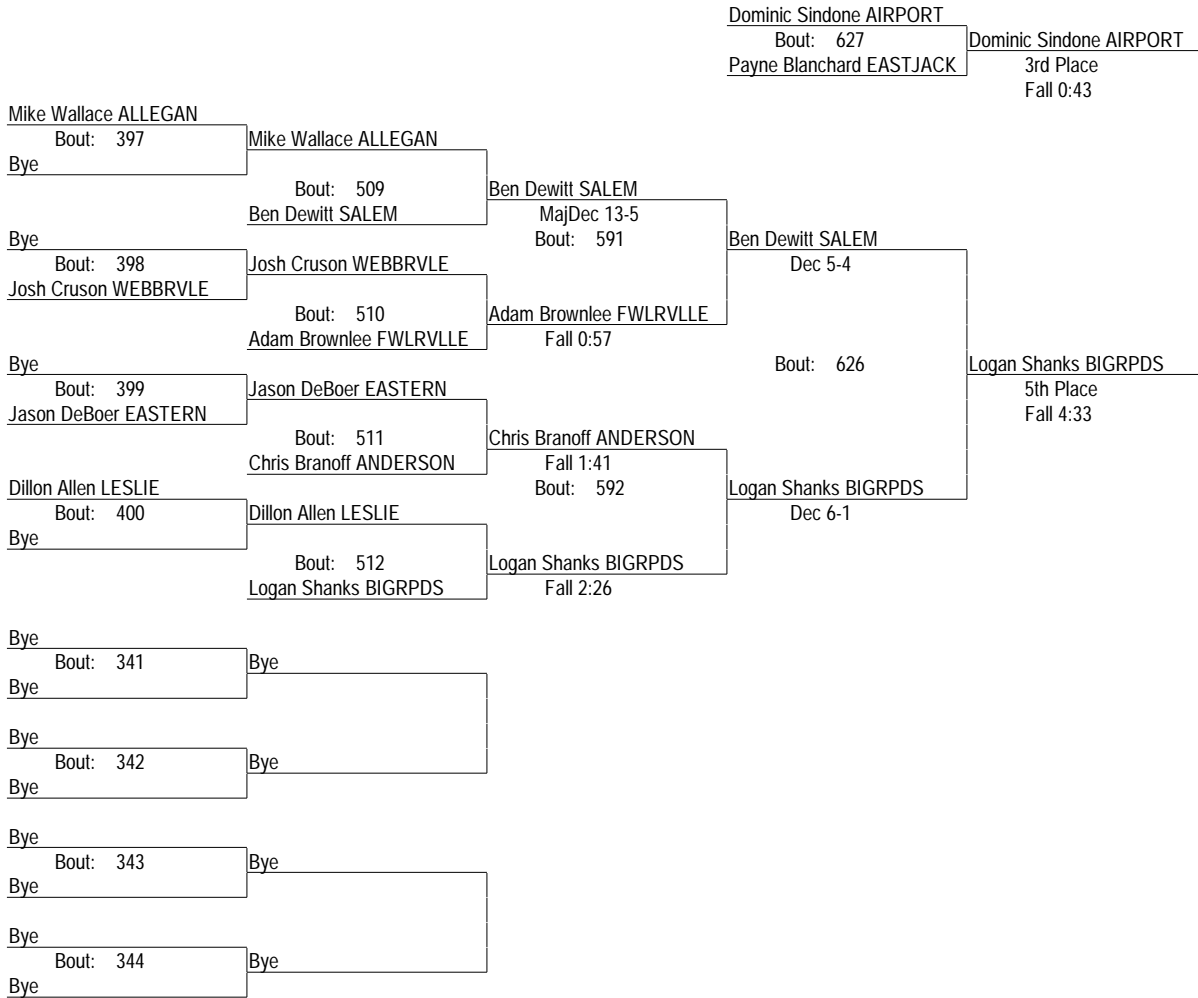 Dominic Sindone AIRPORT
Bout: 627
Dominic Sindone AIRPORT
Payne Blanchard EASTJACK
3rd Place
Fall 0:43
Mike Wallace ALLEGAN
Bout: 397
Mike Wallace ALLEGAN
Bye
Bout: 509
Ben Dewitt SALEM
Ben Dewitt SALEM
MajDec 13-5
Bye
Bout: 591
Ben Dewitt SALEM
Bout: 398
Josh Cruson WEBBRVLE
Dec 5-4
Josh Cruson WEBBRVLE
Bout: 510
Adam Brownlee FWLRVLLE
Adam Brownlee FWLRVLLE
Fall 0:57
Bye
Bout: 626
Logan Shanks BIGRPDS
Bout: 399
Jason DeBoer EASTERN
5th Place
Jason DeBoer EASTERN
Fall 4:33
Bout: 511
Chris Branoff ANDERSON
Chris Branoff ANDERSON
Fall 1:41
Dillon Allen LESLIE
Bout: 592
Logan Shanks BIGRPDS
Bout: 400
Dillon Allen LESLIE
Dec 6-1
Bye
Bout: 512
Logan Shanks BIGRPDS
Logan Shanks BIGRPDS
Fall 2:26
Bye
Bout: 341
Bye
Bye
Bye
Bout: 342
Bye
Bye
Bye
Bout: 343
Bye
Bye
Bye
Bout: 344
Bye
Bye